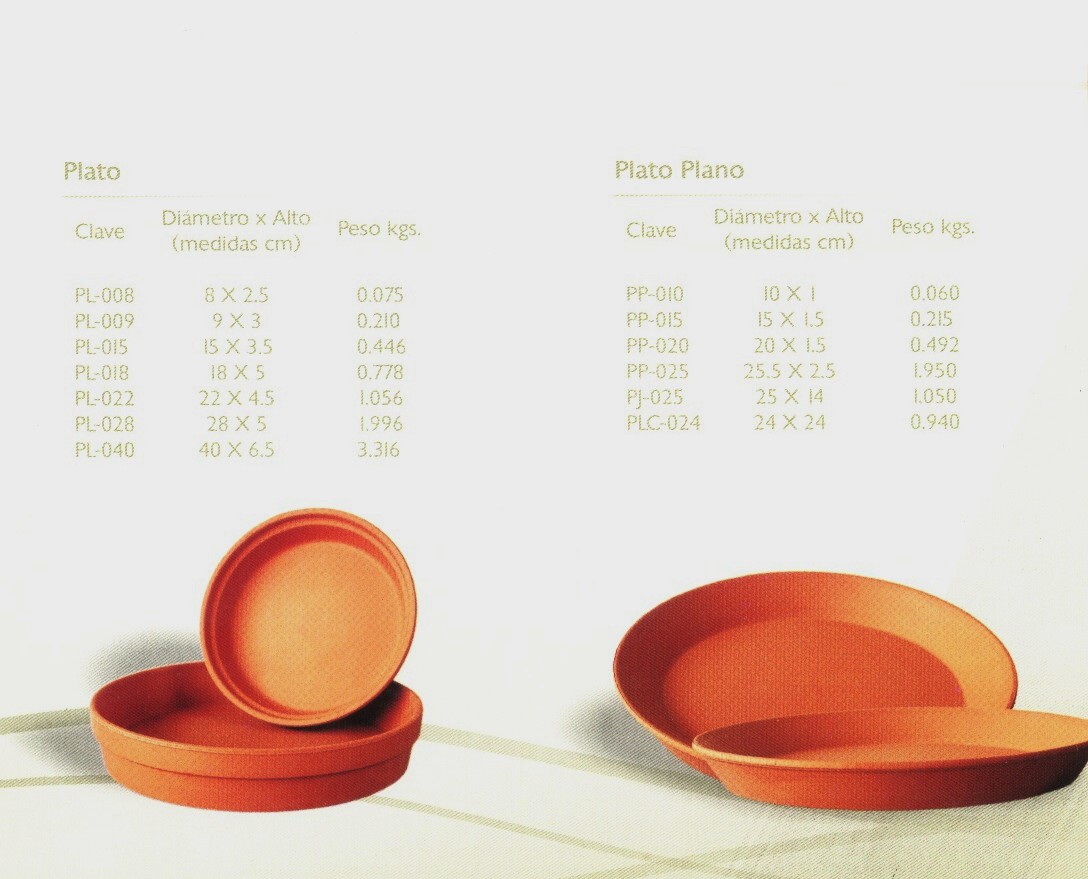 Plato
Clave Diámetro x Alto (medidas cm) Peso kgs.
PL-008 8 X 2.5 0.075
PL-009 9 X 3 0.210
PL-015 15 X 3.5 0.446
PL-018 18 X 5 0.778
PL-022 22 X 4.5 1.056
PL-028 28 X 5 1.996
PL-040 40 X 6.5 3.316
Plato Plano
Clave Diámetro x Alto (medidas cm) Peso kgs.
PP-010 10 X 1 0.060
PP-015 15 X 1.5 0.215
PP-020 20 X 1.5 0.492
PP-025 25.5 X 2.5 1.950
PJ-025 25 X 14 1.050
PLC-024 24 X 24 0.940